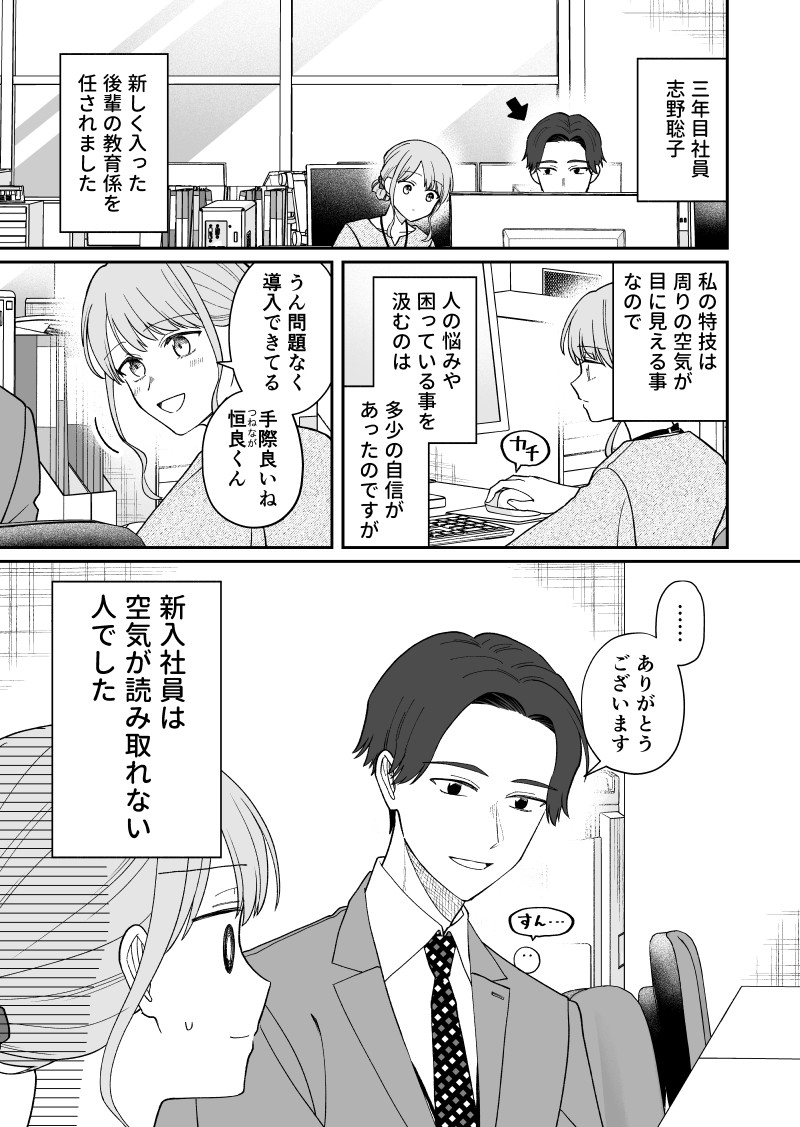 三年目社員
志野聡子
新しく入った
後輩の教育係を
任されました
私の特技は
周りの空気が
目に見える事
なので
人の悩みや
困っている事を
汲むのは
多少の自信が
あったのですが
カチ
うん問題なく
導入できてる
手際良いね
恒良くん
つねなが
……
ありがとう
ございます
すん…
新入社員は
空気が読み取れない
人でした